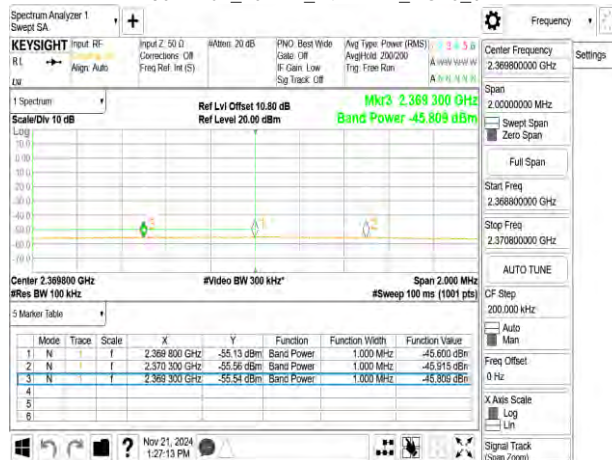 Spectrum Analyzer 1
Swept SA
Frequency
Settings
KEYSIGHT
Input: RF
Align: Auto
Input Z: 50 Ω
Corrections: Off
Freq Ref: Int (S)
#Atten: 20 dB
PNO: Best Wide
Gate: Off
IF Gain: Low
Sig Track: Off
Avg Type: Power (RMS)
Avg|Hold: 200/200
Trig: Free Run
1 Spectrum
Scale/Div 10 dB
Ref Lvl Offset 10.80 dB
Ref Level 20.00 dBm
Mkr3 2.369 300 GHz
Band Power -45.809 dBm
Log
10.0
0.00
Center 2.369800 GHz
#Res BW 100 kHz
#Video BW 300 kHz*
Span 2.000 MHz
#Sweep 100 ms (1001 pts)
5 Marker Table
Mode Trace Scale X Y Function Function Width Function Value
1 N 1 f 2.369 800 GHz -55.13 dBm Band Power 1.000 MHz -45.600 dBm
2 N 1 f 2.370 300 GHz -55.56 dBm Band Power 1.000 MHz -45.915 dBm
3 N 1 f 2.369 300 GHz -55.54 dBm Band Power 1.000 MHz -45.809 dBm
4
5
6
Nov 21, 2024
1:27:13 PM
Center Frequency
2.369800000 GHz
Span
2.00000000 MHz
Swept Span
Zero Span
Full Span
Start Freq
2.368800000 GHz
Stop Freq
2.370800000 GHz
AUTO TUNE
CF Step
200.000 kHz
Auto
Man
Freq Offset
0 Hz
X Axis Scale
Log
Lin
Signal Track
(Span Zoom)